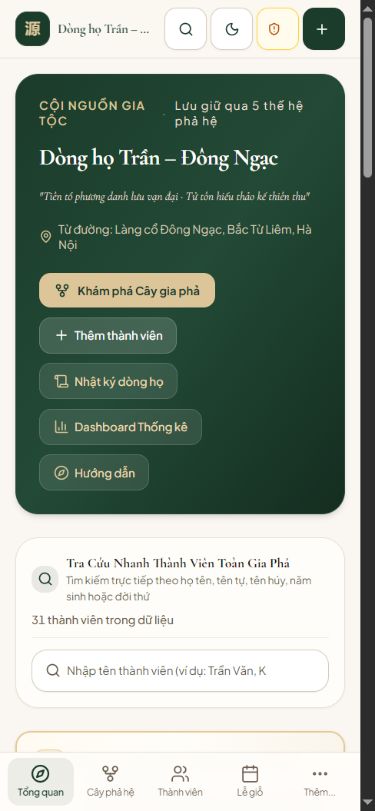 源 Dòng họ Trần – ...
CỘI NGUỒN GIA
TỘC
· Lưu giữ qua 5 thế hệ
phả hệ
Dòng họ Trần – Đông Ngạc
"Tiên tổ phương danh lưu vạn đại · Tử tôn hiếu thảo kế thiên thu"
Từ đường: Làng cổ Đông Ngạc, Bắc Từ Liêm, Hà
Nội
Khám phá Cây gia phả
Thêm thành viên
Nhật ký dòng họ
Dashboard Thống kê
Hướng dẫn
Tra Cứu Nhanh Thành Viên Toàn Gia Phả
Tìm kiếm trực tiếp theo họ tên, tên tự, tên húy, năm
sinh hoặc đời thứ
31 thành viên trong dữ liệu
Nhập tên thành viên (ví dụ: Trần Văn, K
Tổng quan Cây phả hệ Thành viên Lễ giỗ Thêm...